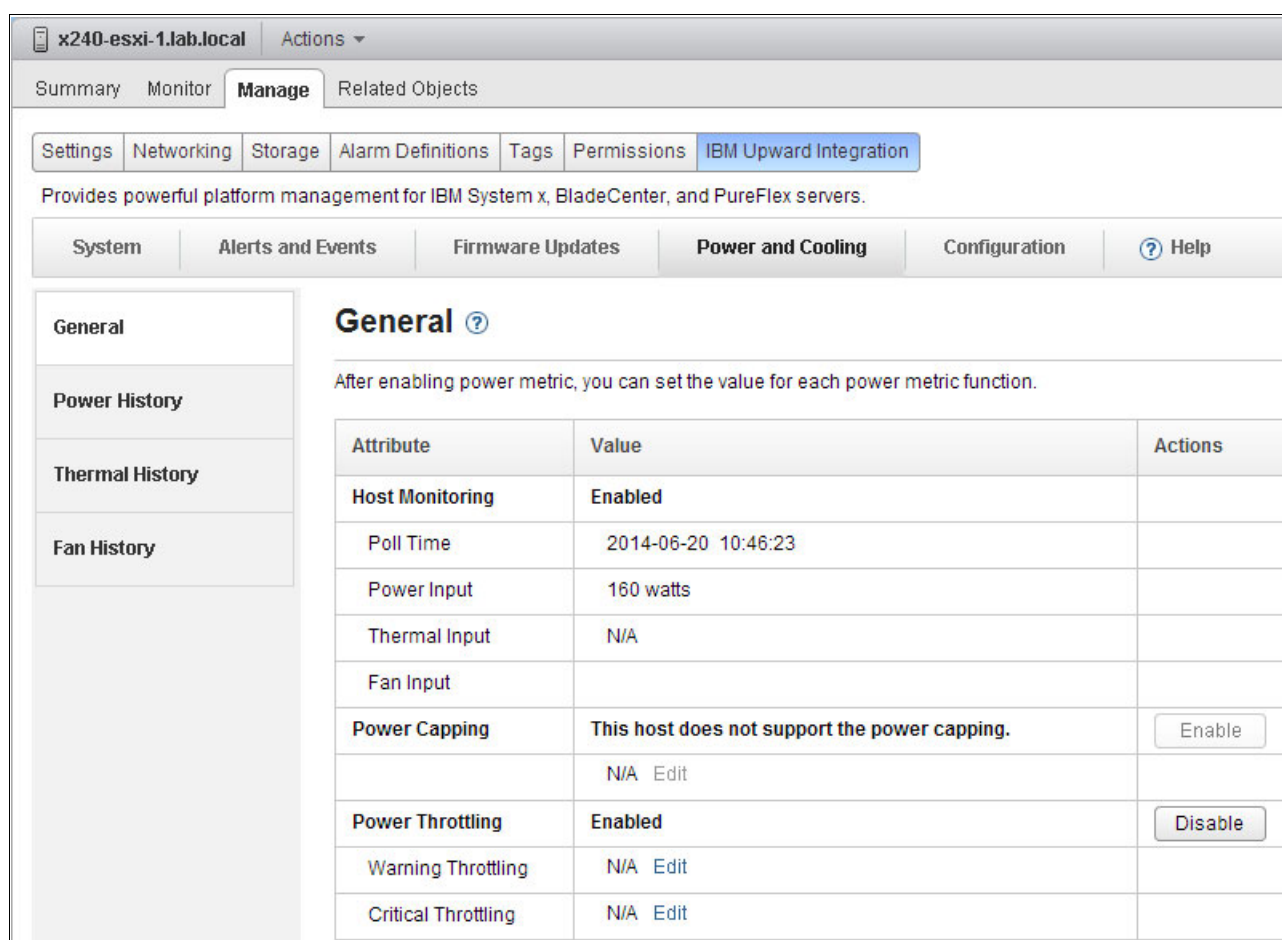 x240-esxi-1.lab.local Actions
Summary Monitor Manage Related Objects
Settings Networking Storage Alarm Definitions Tags Permissions IBM Upward Integration
Provides powerful platform management for IBM System x, BladeCenter, and PureFlex servers.
System Alerts and Events Firmware Updates Power and Cooling Configuration ? Help
General
Power History
Thermal History
Fan History
General ?
After enabling power metric, you can set the value for each power metric function.
Attribute Value Actions
Host Monitoring Enabled
Poll Time 2014-06-20 10:46:23
Power Input 160 watts
Thermal Input N/A
Fan Input
Power Capping This host does not support the power capping. Enable
N/A Edit
Power Throttling Enabled Disable
Warning Throttling N/A Edit
Critical Throttling N/A Edit